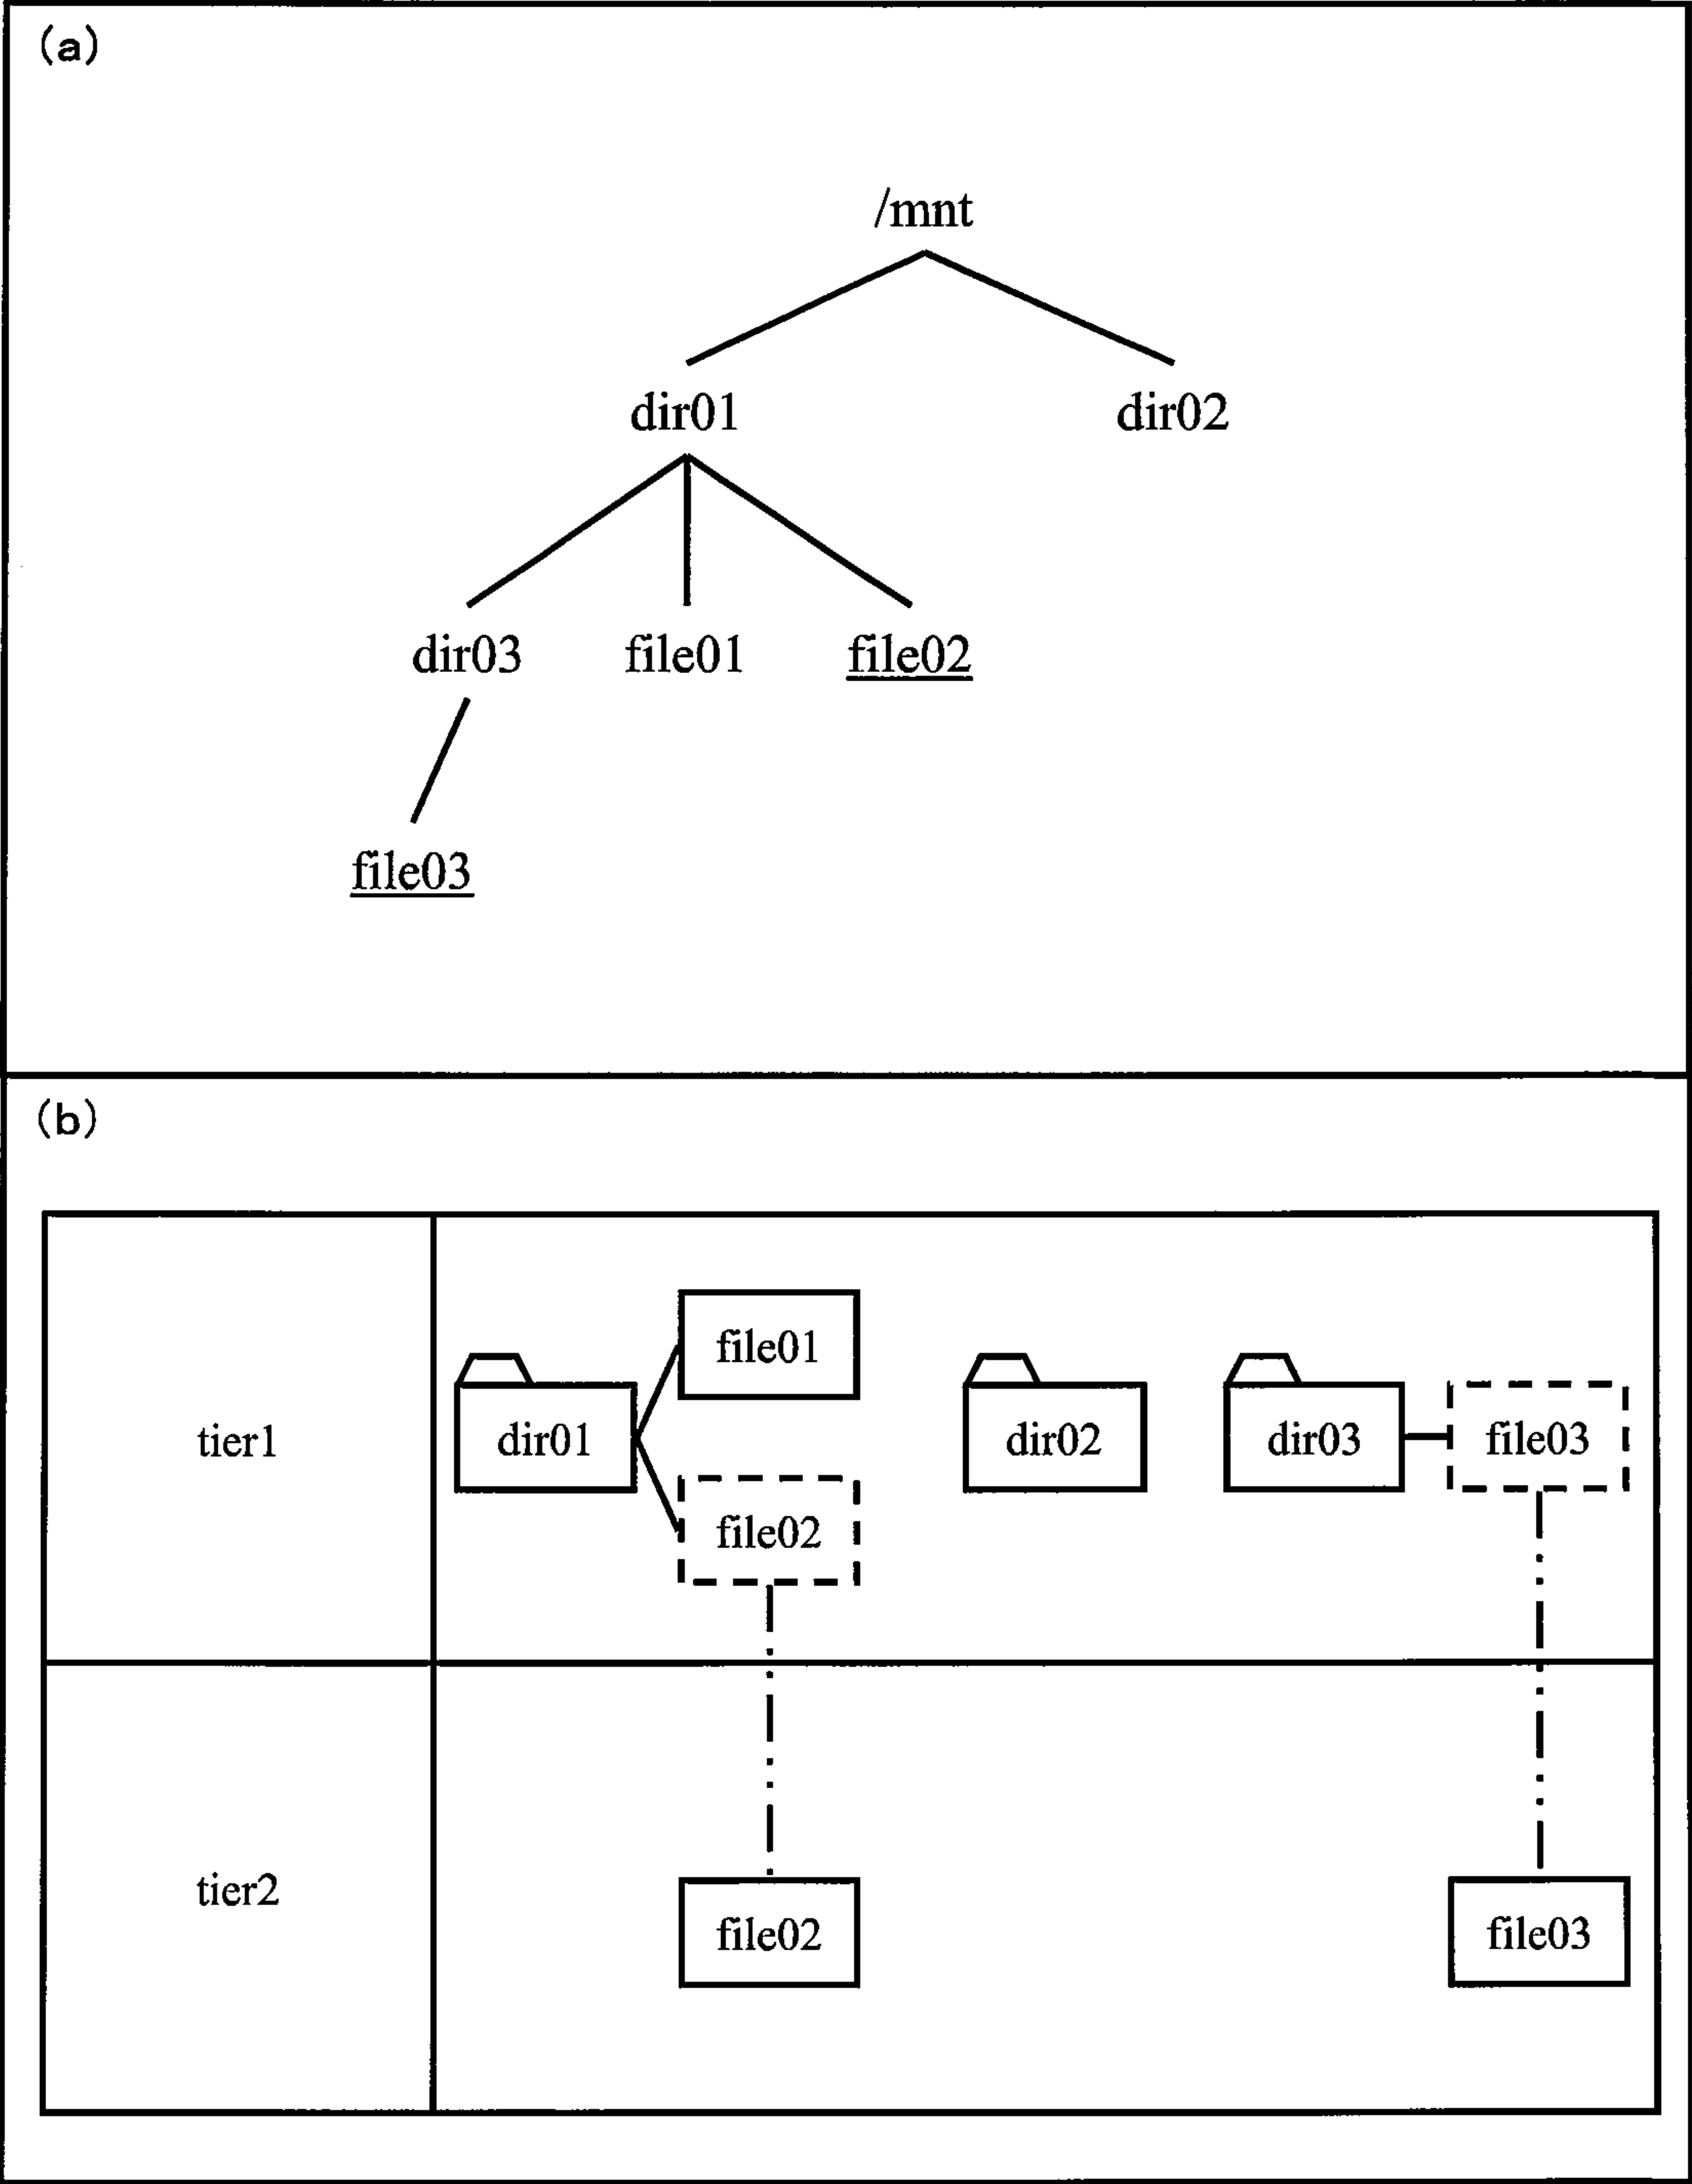 (a)
/mnt
dir01
dir02
dir03
file01
file02
file03
(b)
tier1
dir01
file01
file02
dir02
dir03
file03
tier2
file02
file03